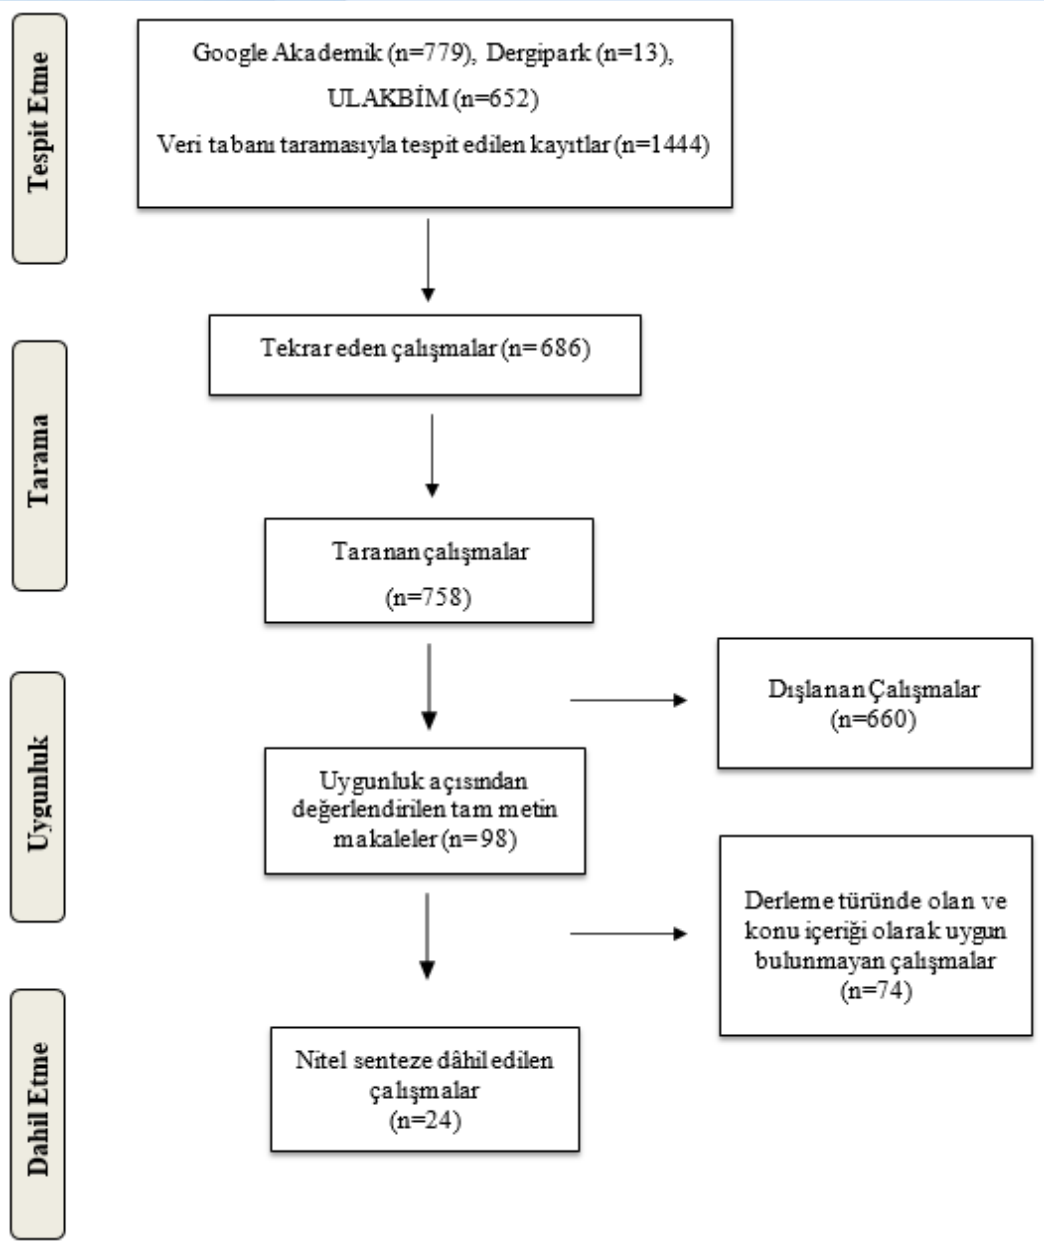 Tespit Etme
Google Akademik (n=779), Dergipark (n=13),
ULAKBİM (n=652)
Veri tabanı taramasıyla tespit edilen kayıtlar (n=1444)
Tarama
Tekrar eden çalışmalar (n=686)
Taranan çalışmalar
(n=758)
Uygunluk
Dışlanan Çalışmalar
(n=660)
Uygunluk açısından
değerlendirilen tam metin
makaleler (n=98)
Derleme türünde olan ve
konu içeriği olarak uygun
bulunmayan çalışmalar
(n=74)
Dahil Etme
Nitel senteze dâhil edilen
çalışmalar
(n=24)